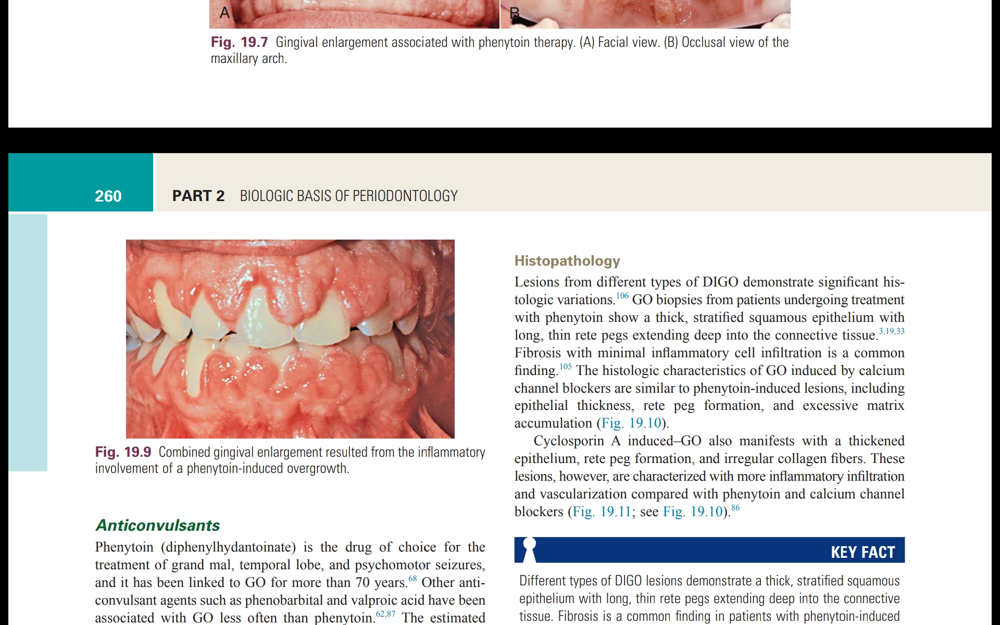 A
B
Fig. 19.7 Gingival enlargement associated with phenytoin therapy. (A) Facial view. (B) Occlusal view of the
maxillary arch.
260
PART 2 BIOLOGIC BASIS OF PERIODONTOLOGY
Fig. 19.9 Combined gingival enlargement resulted from the inflammatory
involvement of a phenytoin-induced overgrowth.
Anticonvulsants
Phenytoin (diphenylhydantoinate) is the drug of choice for the
treatment of grand mal, temporal lobe, and psychomotor seizures,
and it has been linked to GO for more than 70 years.68 Other anti-
convulsant agents such as phenobarbital and valproic acid have been
associated with GO less often than phenytoin.62,87 The estimated
Histopathology
Lesions from different types of DIGO demonstrate significant his-
tologic variations.106 GO biopsies from patients undergoing treatment
with phenytoin show a thick, stratified squamous epithelium with
long, thin rete pegs extending deep into the connective tissue.3,19,33
Fibrosis with minimal inflammatory cell infiltration is a common
finding.105 The histologic characteristics of GO induced by calcium
channel blockers are similar to phenytoin-induced lesions, including
epithelial thickness, rete peg formation, and excessive matrix
accumulation (Fig. 19.10).
Cyclosporin A induced–GO also manifests with a thickened
epithelium, rete peg formation, and irregular collagen fibers. These
lesions, however, are characterized with more inflammatory infiltration
and vascularization compared with phenytoin and calcium channel
blockers (Fig. 19.11; see Fig. 19.10).86
KEY FACT
Different types of DIGO lesions demonstrate a thick, stratified squamous
epithelium with long, thin rete pegs extending deep into the connective
tissue. Fibrosis is a common finding in patients with phenytoin-induced